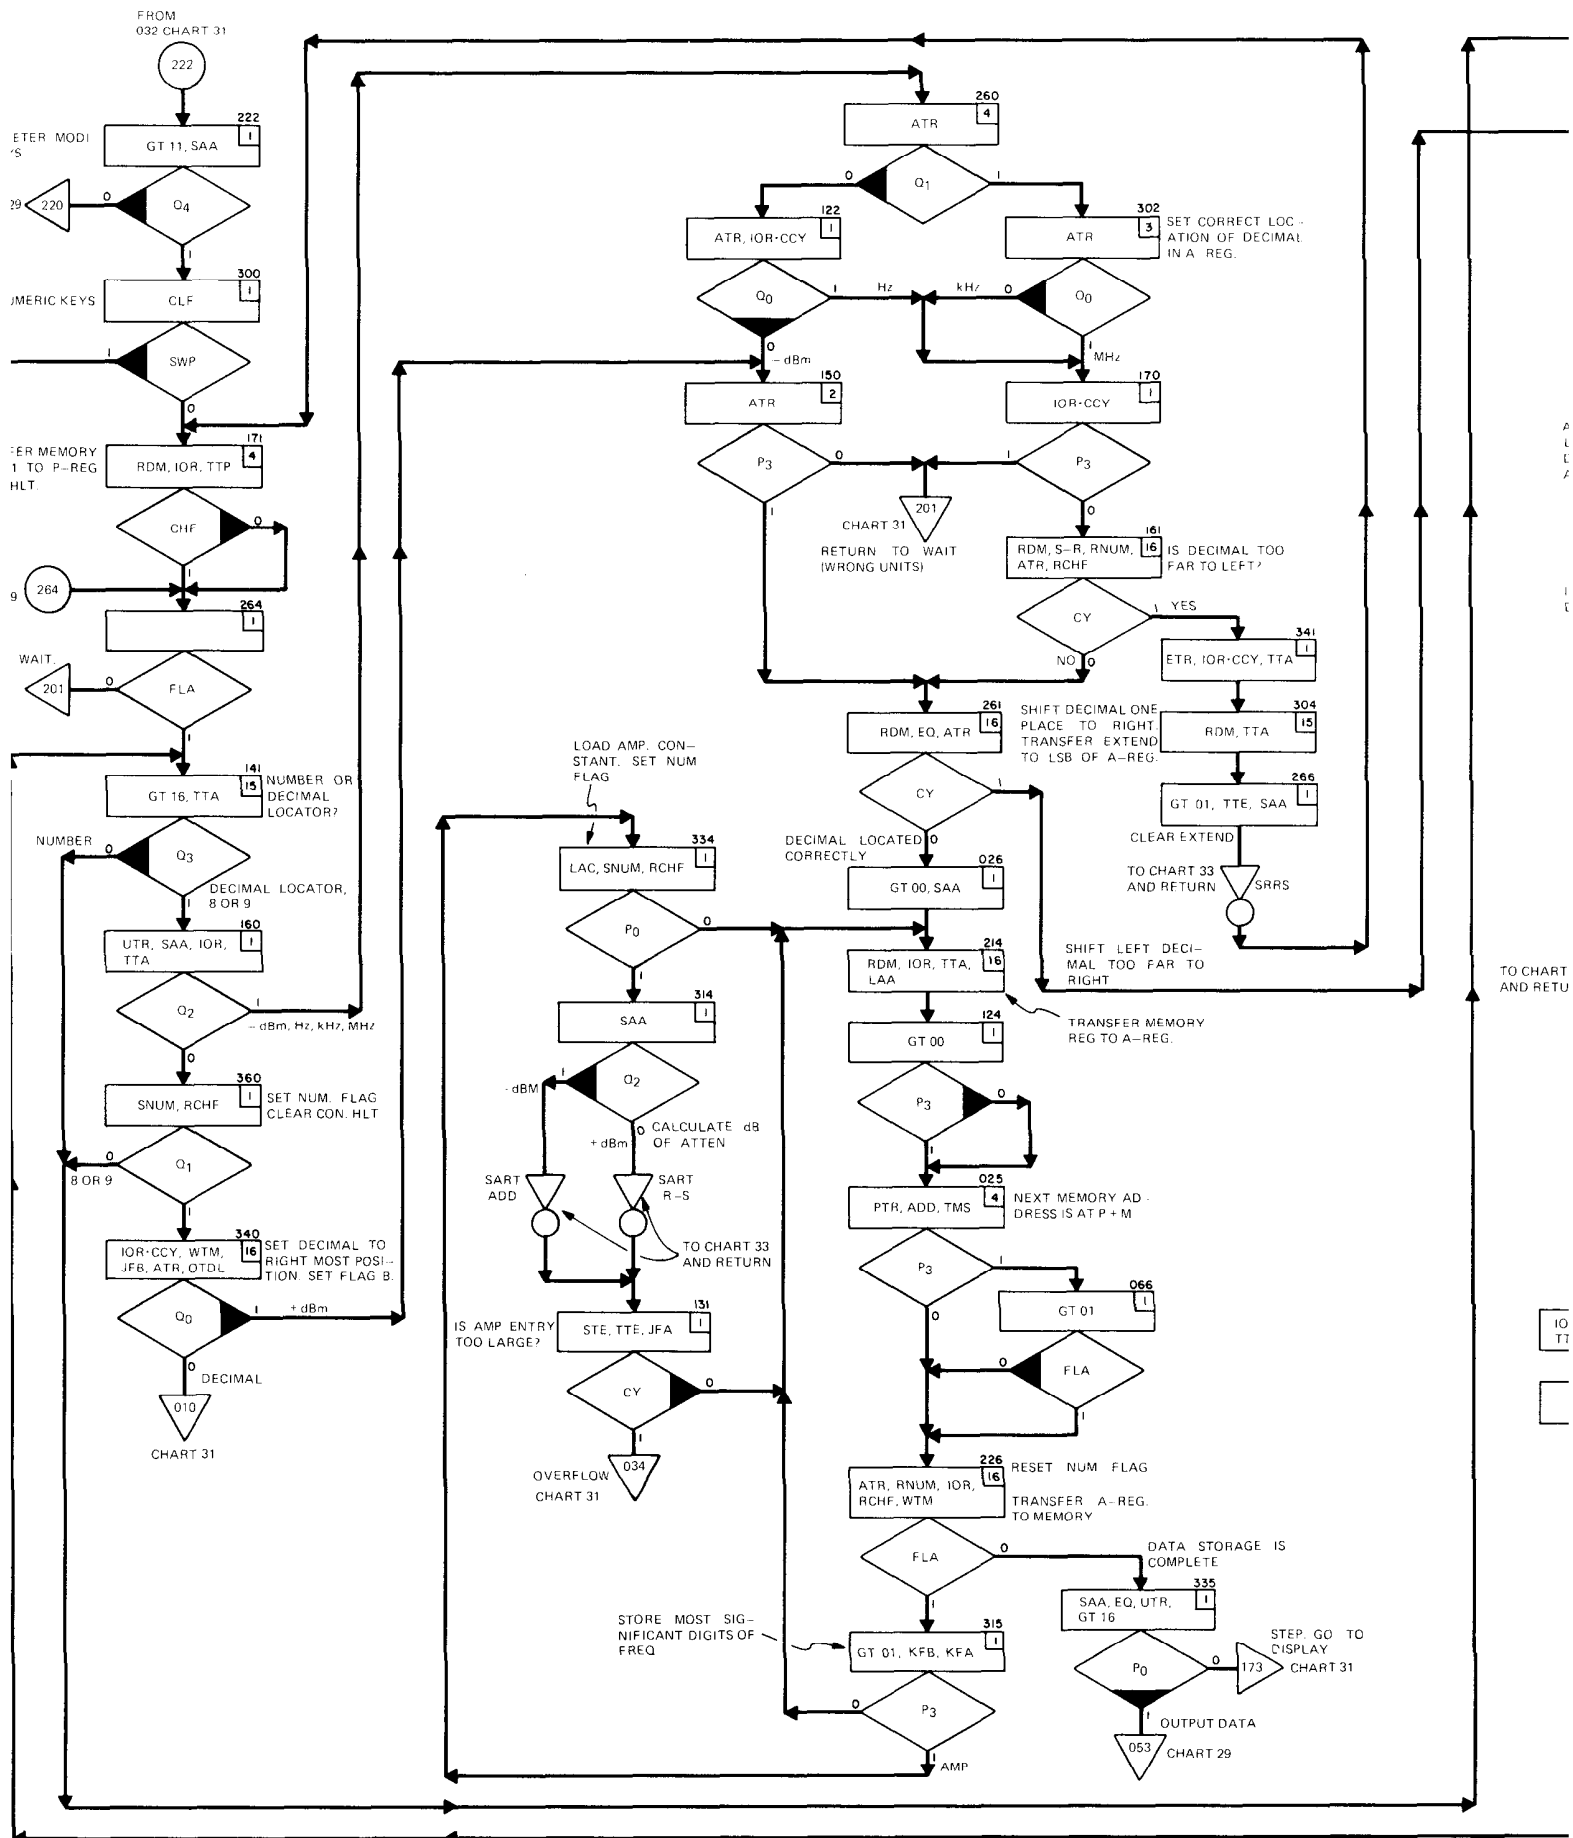 FROM
032 CHART 31
222
222
1
GT 11, SAA
ETER MODI
'S
29
220
0
Q4
1
300
1
CLF
UMERIC KEYS
1
SWP
0
171
4
RDM, IOR, TTP
FER MEMORY
1 TO P-REG
HLT.
CHF
0
1
9
264
264
1
WAIT.
201
0
FLA
1
141
15
GT 16, TTA
NUMBER OR
DECIMAL
LOCATOR?
NUMBER
0
Q3
DECIMAL LOCATOR,
8 OR 9
1
160
1
UTR, SAA, IOR,
TTA
Q2
1
- dBm, Hz, kHz, MHz
0
360
1
SNUM, RCHF
SET NUM. FLAG
CLEAR CON. HLT
0
8 OR 9
Q1
1
340
16
IOR·CCY, WTM,
JFB, ATR, OTDL
SET DECIMAL TO
RIGHT MOST POSI-
TION. SET FLAG B.
Q0
1
+ dBm
0
DECIMAL
010
CHART 31
260
4
ATR
0
Q1
1
122
1
ATR, IOR·CCY
302
3
ATR
SET CORRECT LOC-
ATION OF DECIMAL
IN A REG.
Q0
1
Hz
kHz
0
Q0
0
- dBm
1
MHz
150
2
ATR
170
1
IOR·CCY
P3
0
1
P3
1
0
201
CHART 31
RETURN TO WAIT
(WRONG UNITS)
161
16
RDM, S-R, RNUM,
ATR, RCHF
IS DECIMAL TOO
FAR TO LEFT?
CY
1
YES
NO
0
341
1
ETR, IOR·CCY, TTA
304
15
RDM, TTA
SHIFT DECIMAL ONE
PLACE TO RIGHT.
TRANSFER EXTEND
TO LSB OF A-REG.
266
1
GT 01, TTE, SAA
CLEAR EXTEND
TO CHART 33
AND RETURN
SRRS
261
16
RDM, EQ, ATR
CY
1
DECIMAL LOCATED
CORRECTLY
0
026
1
GT 00, SAA
SHIFT LEFT DECI-
MAL TOO FAR TO
RIGHT
214
16
RDM, IOR, TTA,
LAA
TRANSFER MEMORY
REG TO A-REG.
124
1
GT 00
P3
0
1
025
4
PTR, ADD, TMS
NEXT MEMORY AD-
DRESS IS AT P + M
P3
1
0
066
1
GT 01
0
FLA
1
226
16
ATR, RNUM, IOR,
RCHF, WTM
RESET NUM FLAG
TRANSFER A-REG.
TO MEMORY
FLA
0
DATA STORAGE IS
COMPLETE
1
335
1
SAA, EQ, UTR,
GT 16
STEP. GO TO
DISPLAY
CHART 31
P0
0
173
1
OUTPUT DATA
053
CHART 29
STORE MOST SIG-
NIFICANT DIGITS OF
FREQ
315
1
GT 01, KFB, KFA
0
P3
1
AMP
LOAD AMP. CON-
STANT. SET NUM
FLAG
334
1
LAC, SNUM, RCHF
P0
0
1
314
1
SAA
- dBM
1
Q2
0
+ dBm
CALCULATE dB
OF ATTEN
SART
ADD
SART
R-S
TO CHART 33
AND RETURN
131
1
STE, TTE, JFA
IS AMP ENTRY
TOO LARGE?
CY
0
1
034
OVERFLOW
CHART 31
TO CHART
AND RETU
IO
TT